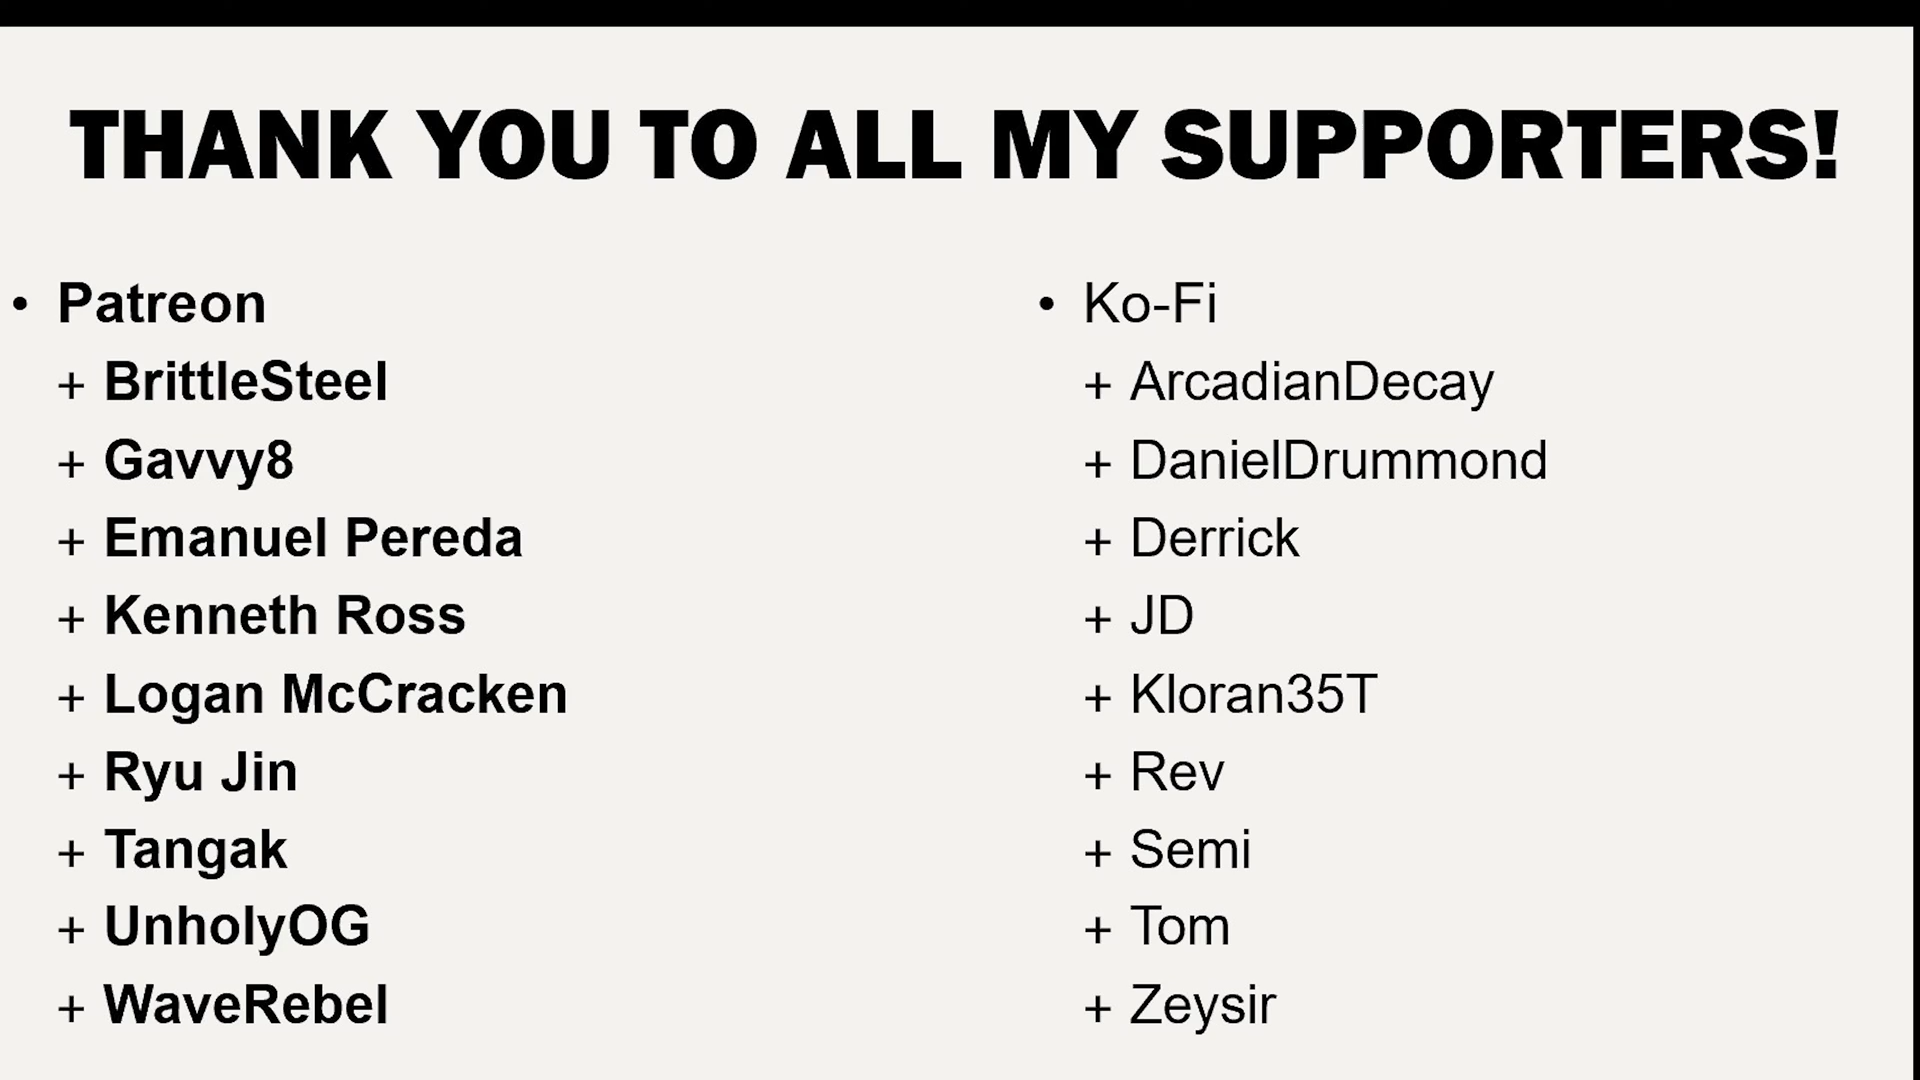 THANK YOU TO ALL MY SUPPORTERS!
• Patreon
+ BrittleSteel
+ Gavvy8
+ Emanuel Pereda
+ Kenneth Ross
+ Logan McCracken
+ Ryu Jin
+ Tangak
+ UnholyOG
+ WaveRebel
• Ko-Fi
+ ArcadianDecay
+ DanielDrummond
+ Derrick
+ JD
+ Kloran35T
+ Rev
+ Semi
+ Tom
+ Zeysir